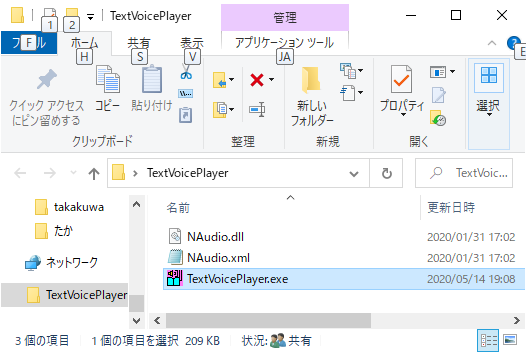 1 2 TextVoicePlayer 管理
ファイル ホーム 共有 表示 アプリケーション ツール
F H S V JA E
クイック アクセス
にピン留めする
コピー 貼り付け
新しい
フォルダー
プロパティ
選択
クリップボード 整理 新規 開く
TextVoicePlayer TextVoic...
takakuwa
たか
ネットワーク
TextVoicePlayer
名前 更新日時
NAudio.dll 2020/01/31 17:02
NAudio.xml 2020/01/31 17:02
TextVoicePlayer.exe 2020/05/14 19:08
3 個の項目 1 個の項目を選択 209 KB 状況: 共有